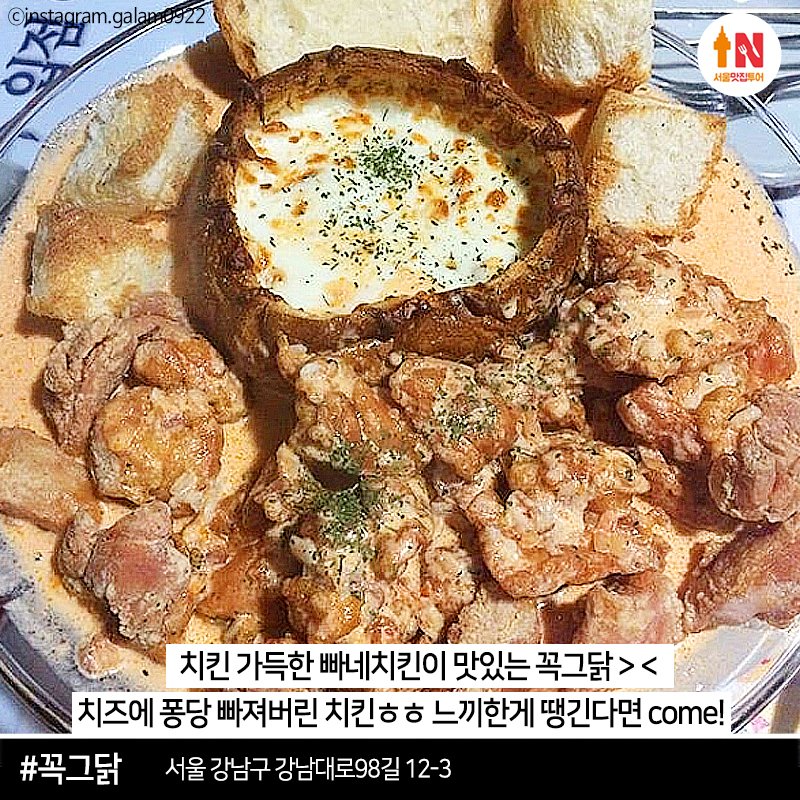 ©instagram.galam0922
IN
서울맛집투어
치킨 가득한 빠네치킨이 맛있는 꼭그닭 > <
치즈에 퐁당 빠져버린 치킨ㅎㅎ 느끼한게 땡긴다면 come!
#꼭그닭 서울 강남구 강남대로98길 12-3